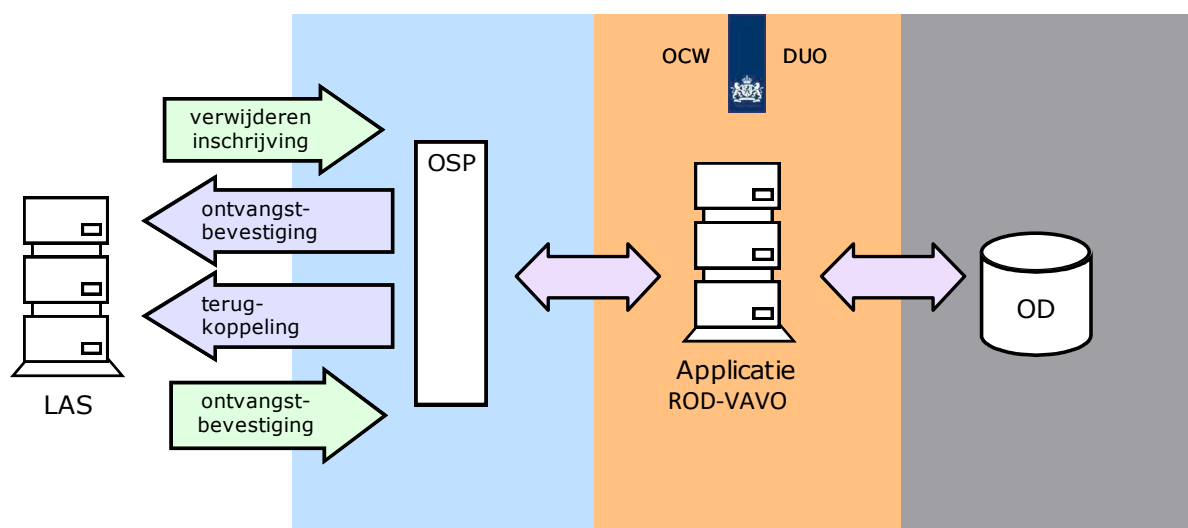 OCW DUO
verwijderen
inschrijving
OSP
ontvangst-
bevestiging
terug-
koppeling
ontvangst-
bevestiging
LAS
Applicatie
ROD-VAVO
OD